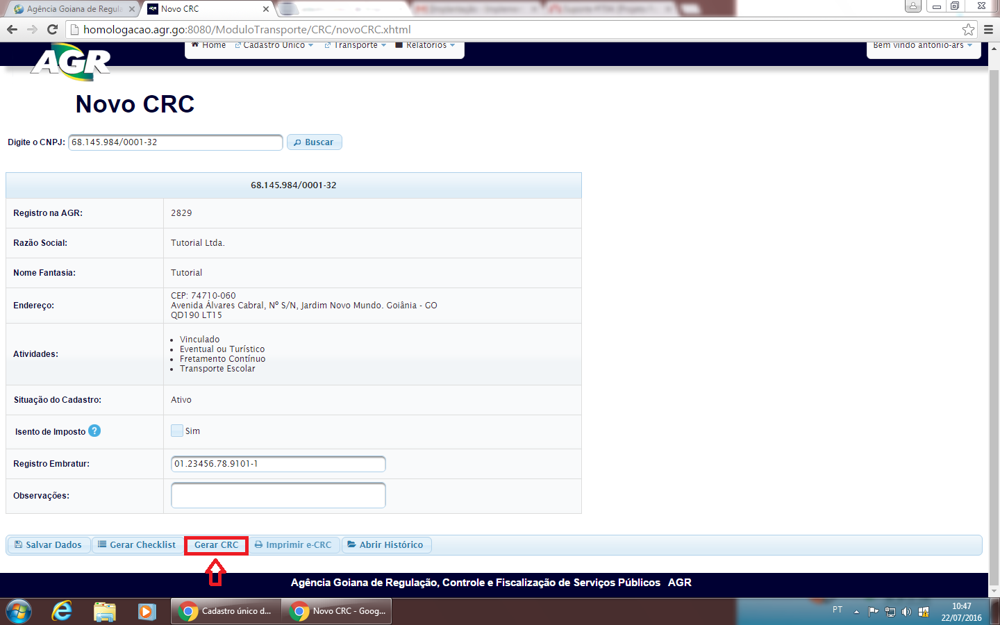 Agência Goiana de Regula
Novo CRC
homologacao.agr.go:8080/ModuloTransporte/CRC/novoCRC.xhtml
Home Cadastro Único Transporte Relatórios
Bem vindo antonio-ars
AGR
Novo CRC
Digite o CNPJ: 68.145.984/0001-32 Buscar
68.145.984/0001-32
Registro na AGR: 2829
Razão Social: Tutorial Ltda.
Nome Fantasia: Tutorial
Endereço: CEP: 74710-060
Avenida Álvares Cabral, Nº S/N, Jardim Novo Mundo. Goiânia - GO
QD190 LT15
Atividades:
• Vinculado
• Eventual ou Turístico
• Fretamento Contínuo
• Transporte Escolar
Situação do Cadastro: Ativo
Isento de Imposto ? Sim
Registro Embratur: 01.23456.78.9101-1
Observações:
Salvar Dados Gerar Checklist Gerar CRC Imprimir e-CRC Abrir Histórico
Agência Goiana de Regulação, Controle e Fiscalização de Serviços Públicos AGR
Cadastro único d... Novo CRC - Goog...
PT
10:47
22/07/2016